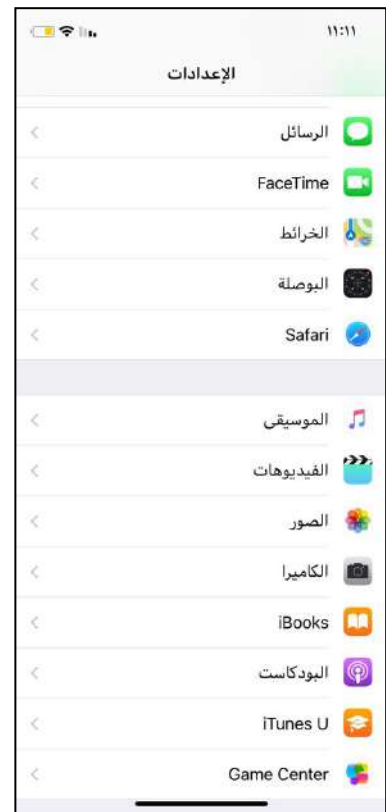 ١١:١١
الإعدادات
الرسائل
FaceTime
الخرائط
البوصلة
Safari
الموسيقى
الفيديوهات
الصور
الكاميرا
iBooks
البودكاست
iTunes U
Game Center